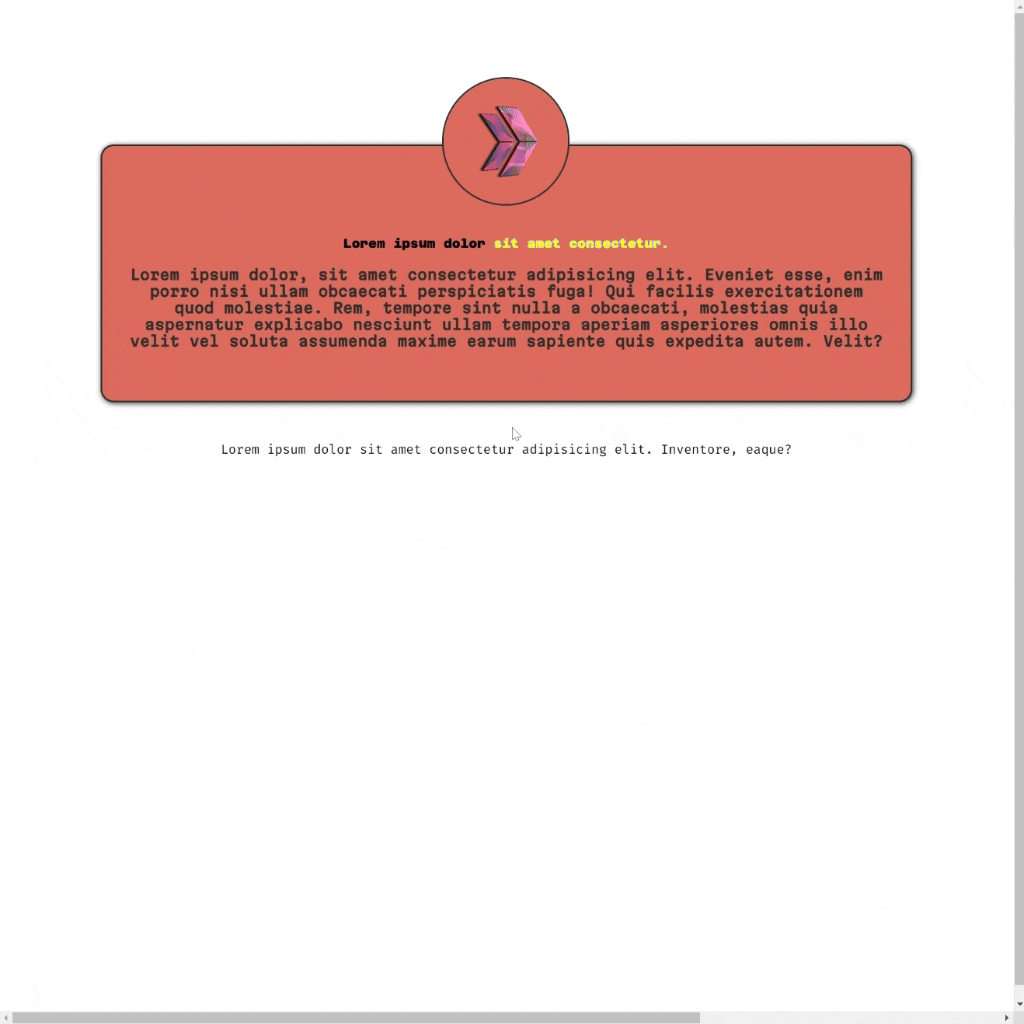 Lorem ipsum dolor sit amet consectetur.
Lorem ipsum dolor, sit amet consectetur adipisicing elit. Eveniet esse, enim
porro nisi ullam obcaecati perspiciatis fuga! Qui facilis exercitationem
quod molestiae. Rem, tempore sint nulla a obcaecati, molestias quia
aspernatur explicabo nesciunt ullam tempora aperiam asperiores omnis illo
velit vel soluta assumenda maxime earum sapiente quis expedita autem. Velit?
Lorem ipsum dolor sit amet consectetur adipisicing elit. Inventore, eaque?